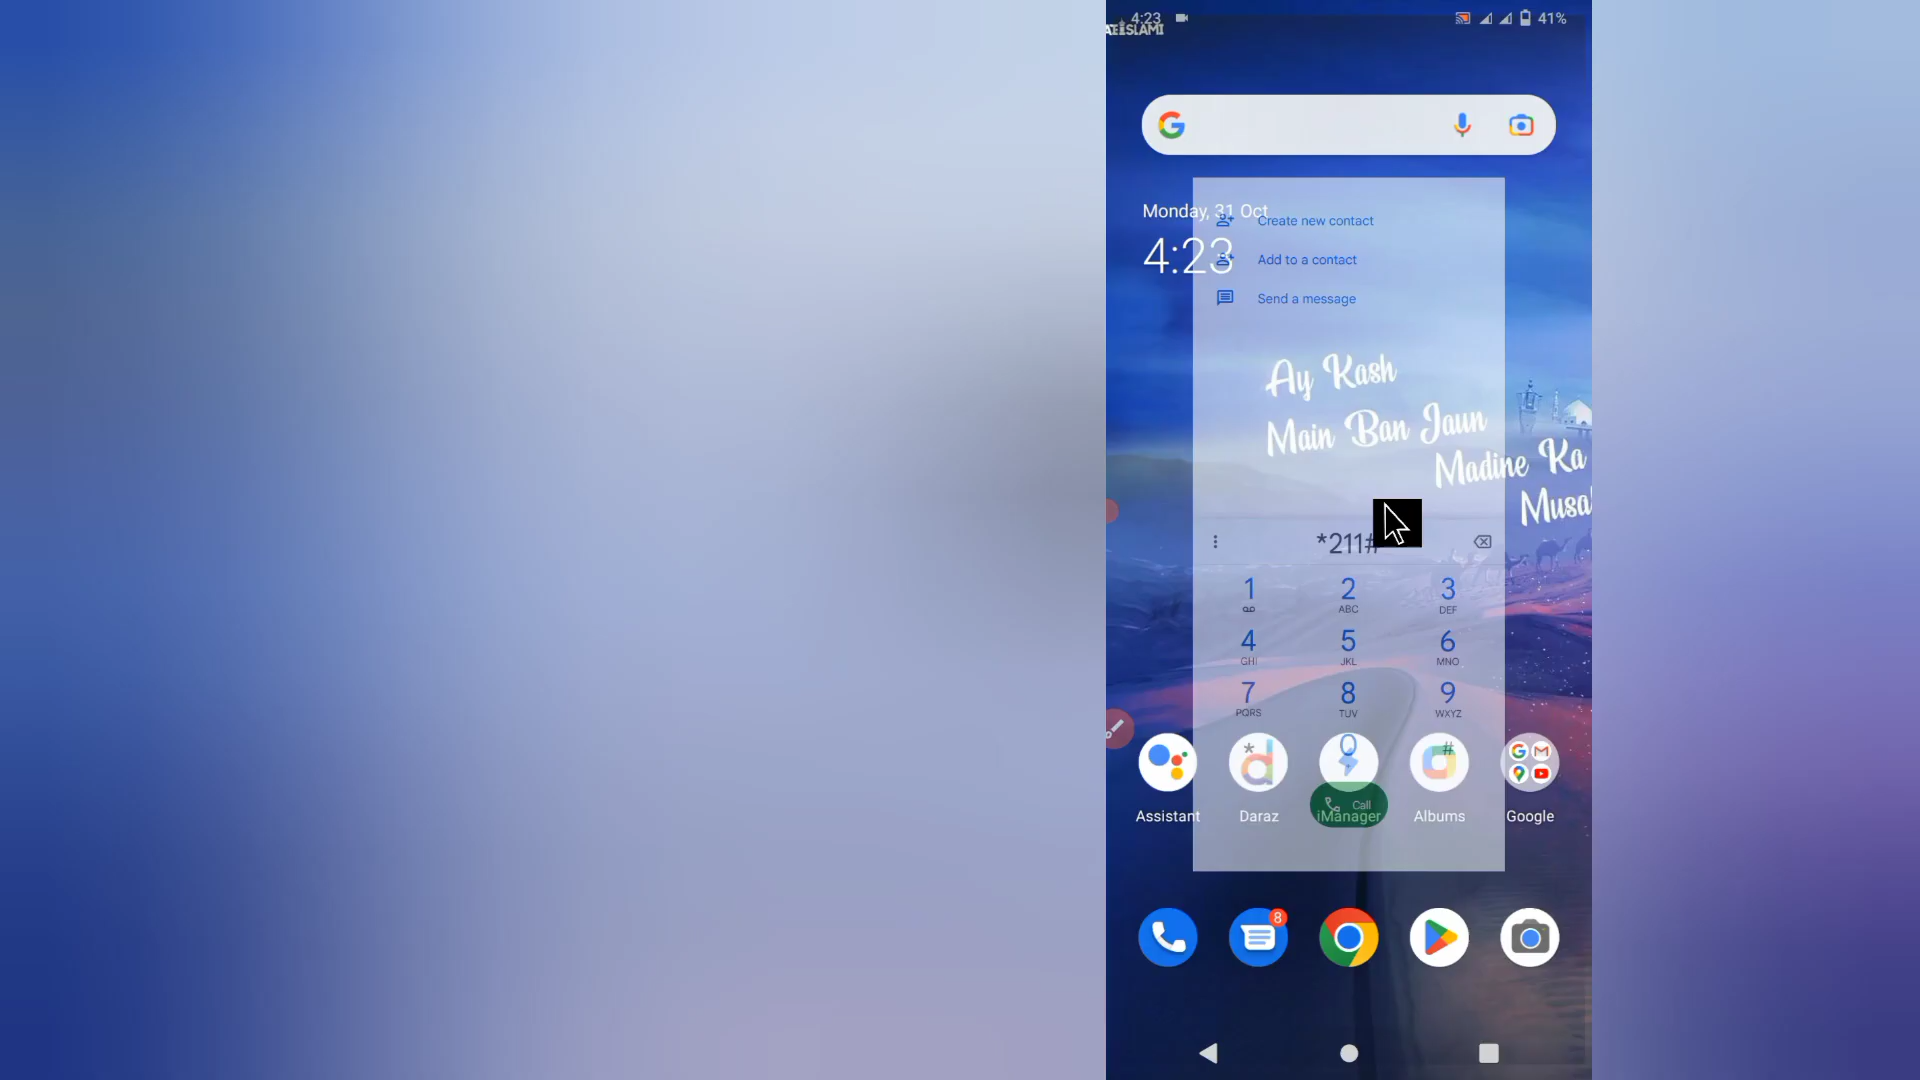 4:23
41%
SLAMI
Monday, 31 Oct
4:23
Create new contact
Add to a contact
Send a message
Ay Kash
Main Ban Jaun
Madine Ka
*211#
1 2 3
ABC DEF
4 5 6
GHI JKL MNO
7 8 9
PQRS TUV WXYZ
* 0 #
Call
Assistant Daraz iManager Albums Google
8